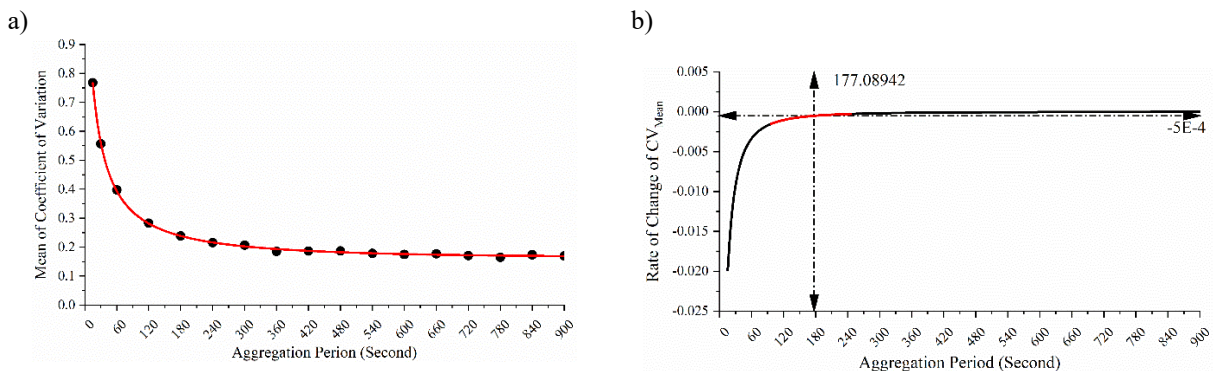 a)
Mean of Coefficient of Variation
0.9
0.8
0.7
0.6
0.5
0.4
0.3
0.2
0.1
0.0
0 60 120 180 240 300 360 420 480 540 600 660 720 780 840 900
Aggregation Perion (Second)
b)
Rate of Change of CV_Mean
0.005
0.000
-0.005
-0.010
-0.015
-0.020
-0.025
177.08942
-5E-4
0 60 120 180 240 300 360 420 480 540 600 660 720 780 840 900
Aggregation Period (Second)